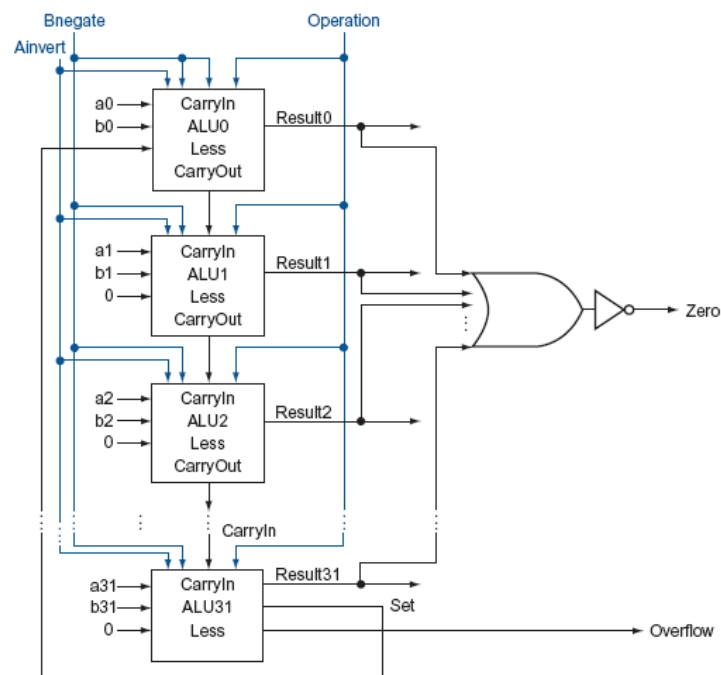 Bnegate
Operation
Ainvert
a0
CarryIn
Result0
b0
ALU0
Less
CarryOut
a1
CarryIn
Result1
b1
ALU1
0
Less
CarryOut
Zero
a2
CarryIn
Result2
b2
ALU2
0
Less
CarryOut
CarryIn
a31
CarryIn
Result31
b31
ALU31
Set
0
Less
Overflow